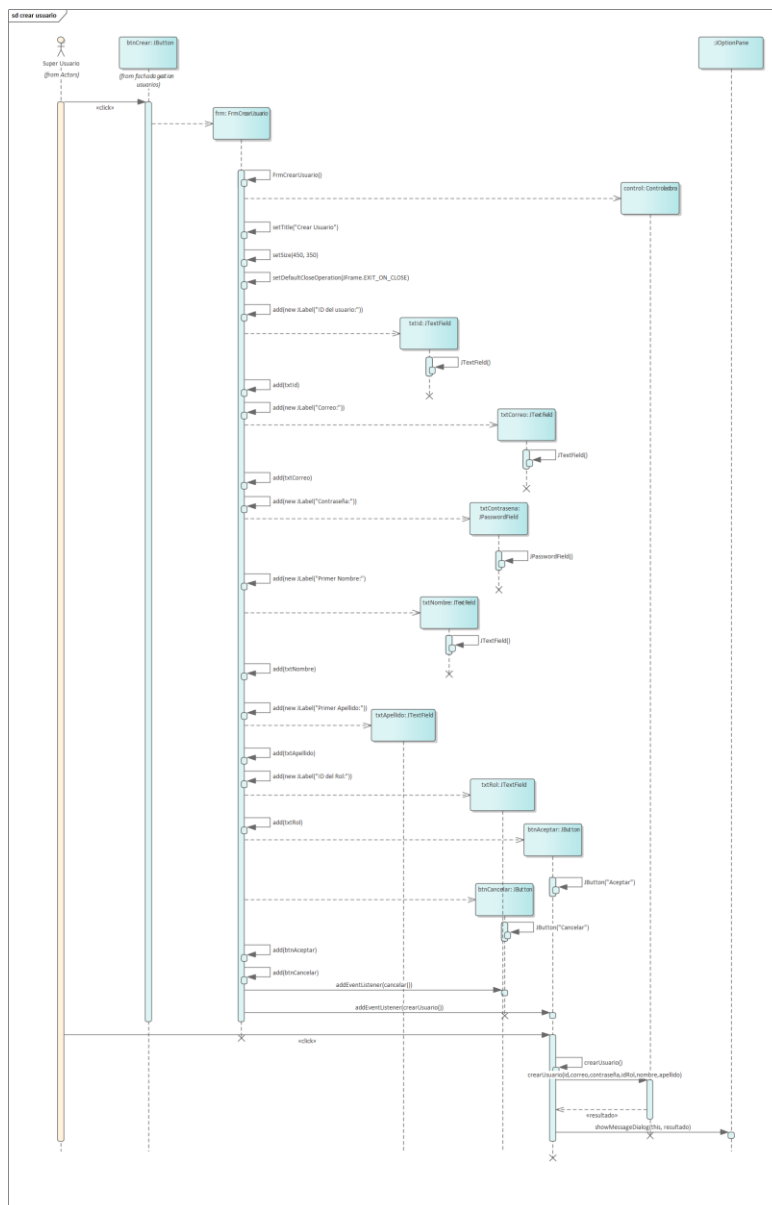 sd crear usuario
Super Usuario
(from Actors)
btnCrear: JButton
(from fachada gestion
usuarios)
JOptionPane
«click»
frm: FrmCrearUsuario
FrmCrearUsuario()
control: Controladora
setTitle("Crear Usuario")
setSize(450, 350)
setDefaultCloseOperation(JFrame.EXIT_ON_CLOSE)
add(new JLabel("ID del usuario:"))
txtId: JTextField
JTextField()
add(txtId)
add(new JLabel("Correo:"))
txtCorreo: JTextField
JTextField()
add(txtCorreo)
add(new JLabel("Contraseña:"))
txtContrasena:
JPasswordField
JPasswordField()
add(new JLabel("Primer Nombre:")
txtNombre: JTextField
JTextField()
add(txtNombre)
add(new JLabel("Primer Apellido:"))
txtApellido: JTextField
add(txtApellido)
add(new JLabel("ID del Rol:"))
txtRol: JTextField
add(txtRol)
btnAceptar: JButton
JButton("Aceptar")
btnCancelar: JButton
JButton("Cancelar")
add(btnAceptar)
add(btnCancelar)
addEventListener(cancelar())
addEventListener(crearUsuario())
«click»
crearUsuario()
crearUsuario(id,correo,contraseña,idRol,nombre,apellido)
«resultado»
showMessageDialog(this, resultado)